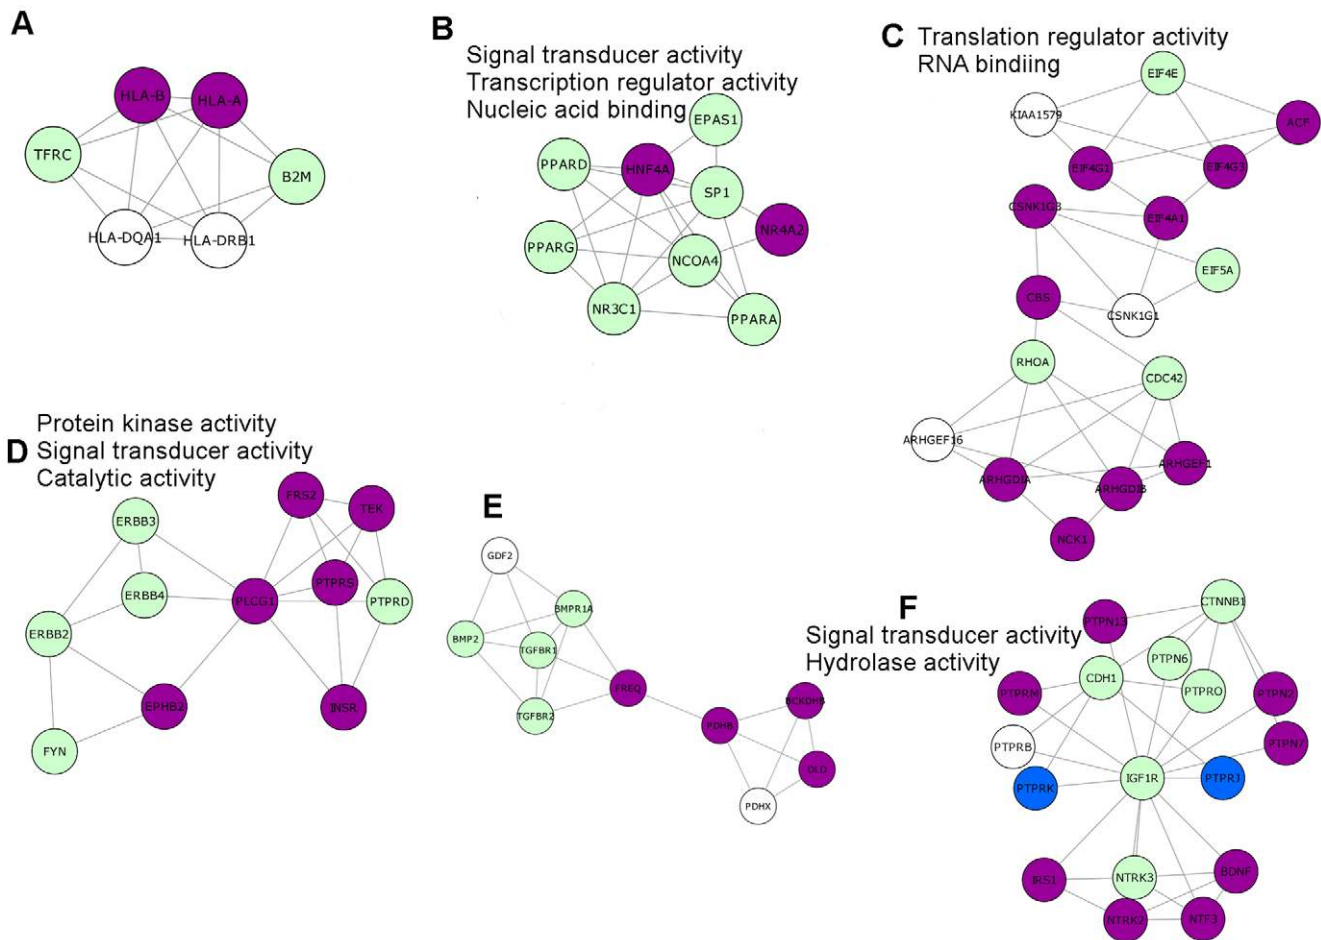 A
HLA-B
HLA-A
TFRC
B2M
HLA-DQA1
HLA-DRB1
B
Signal transducer activity
Transcription regulator activity
Nucleic acid binding
EPAS1
PPARD
HNF4A
SP1
NR4A2
PPARG
NCOA4
NR3C1
PPARA
C
Translation regulator activity
RNA bindiing
EIF4E
KIAA1579
ACF
EIF4G1
EIF4G3
CSNK1G3
EIF4A1
EIF5A
CBS
CSNK1G1
RHOA
CDC42
ARHGEF16
ARHGEF1
ARHGDIA
ARHGDIB
NCK1
D
Protein kinase activity
Signal transducer activity
Catalytic activity
FRS2
TEK
ERBB3
PTPRS
ERBB4
PLCG1
PTPRD
ERBB2
EPHB2
INSR
FYN
E
GDF2
BMPR1A
BMP2
TGFBR1
FREQ
TGFBR2
BCKDHB
PDHB
DLD
PDHX
F
Signal transducer activity
Hydrolase activity
CTNNB1
PTPN13
PTPN6
CDH1
PTPRO
PTPRM
PTPN2
PTPRB
PTPN7
IGF1R
PTPRK
PTPRJ
IRS1
NTRK3
BDNF
NTRK2
NTF3